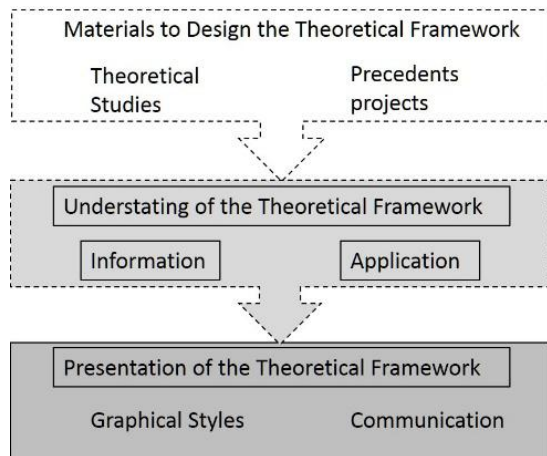 Materials to Design the Theoretical Framework
Theoretical Studies
Precedents projects
Understating of the Theoretical Framework
Information
Application
Presentation of the Theoretical Framework
Graphical Styles
Communication